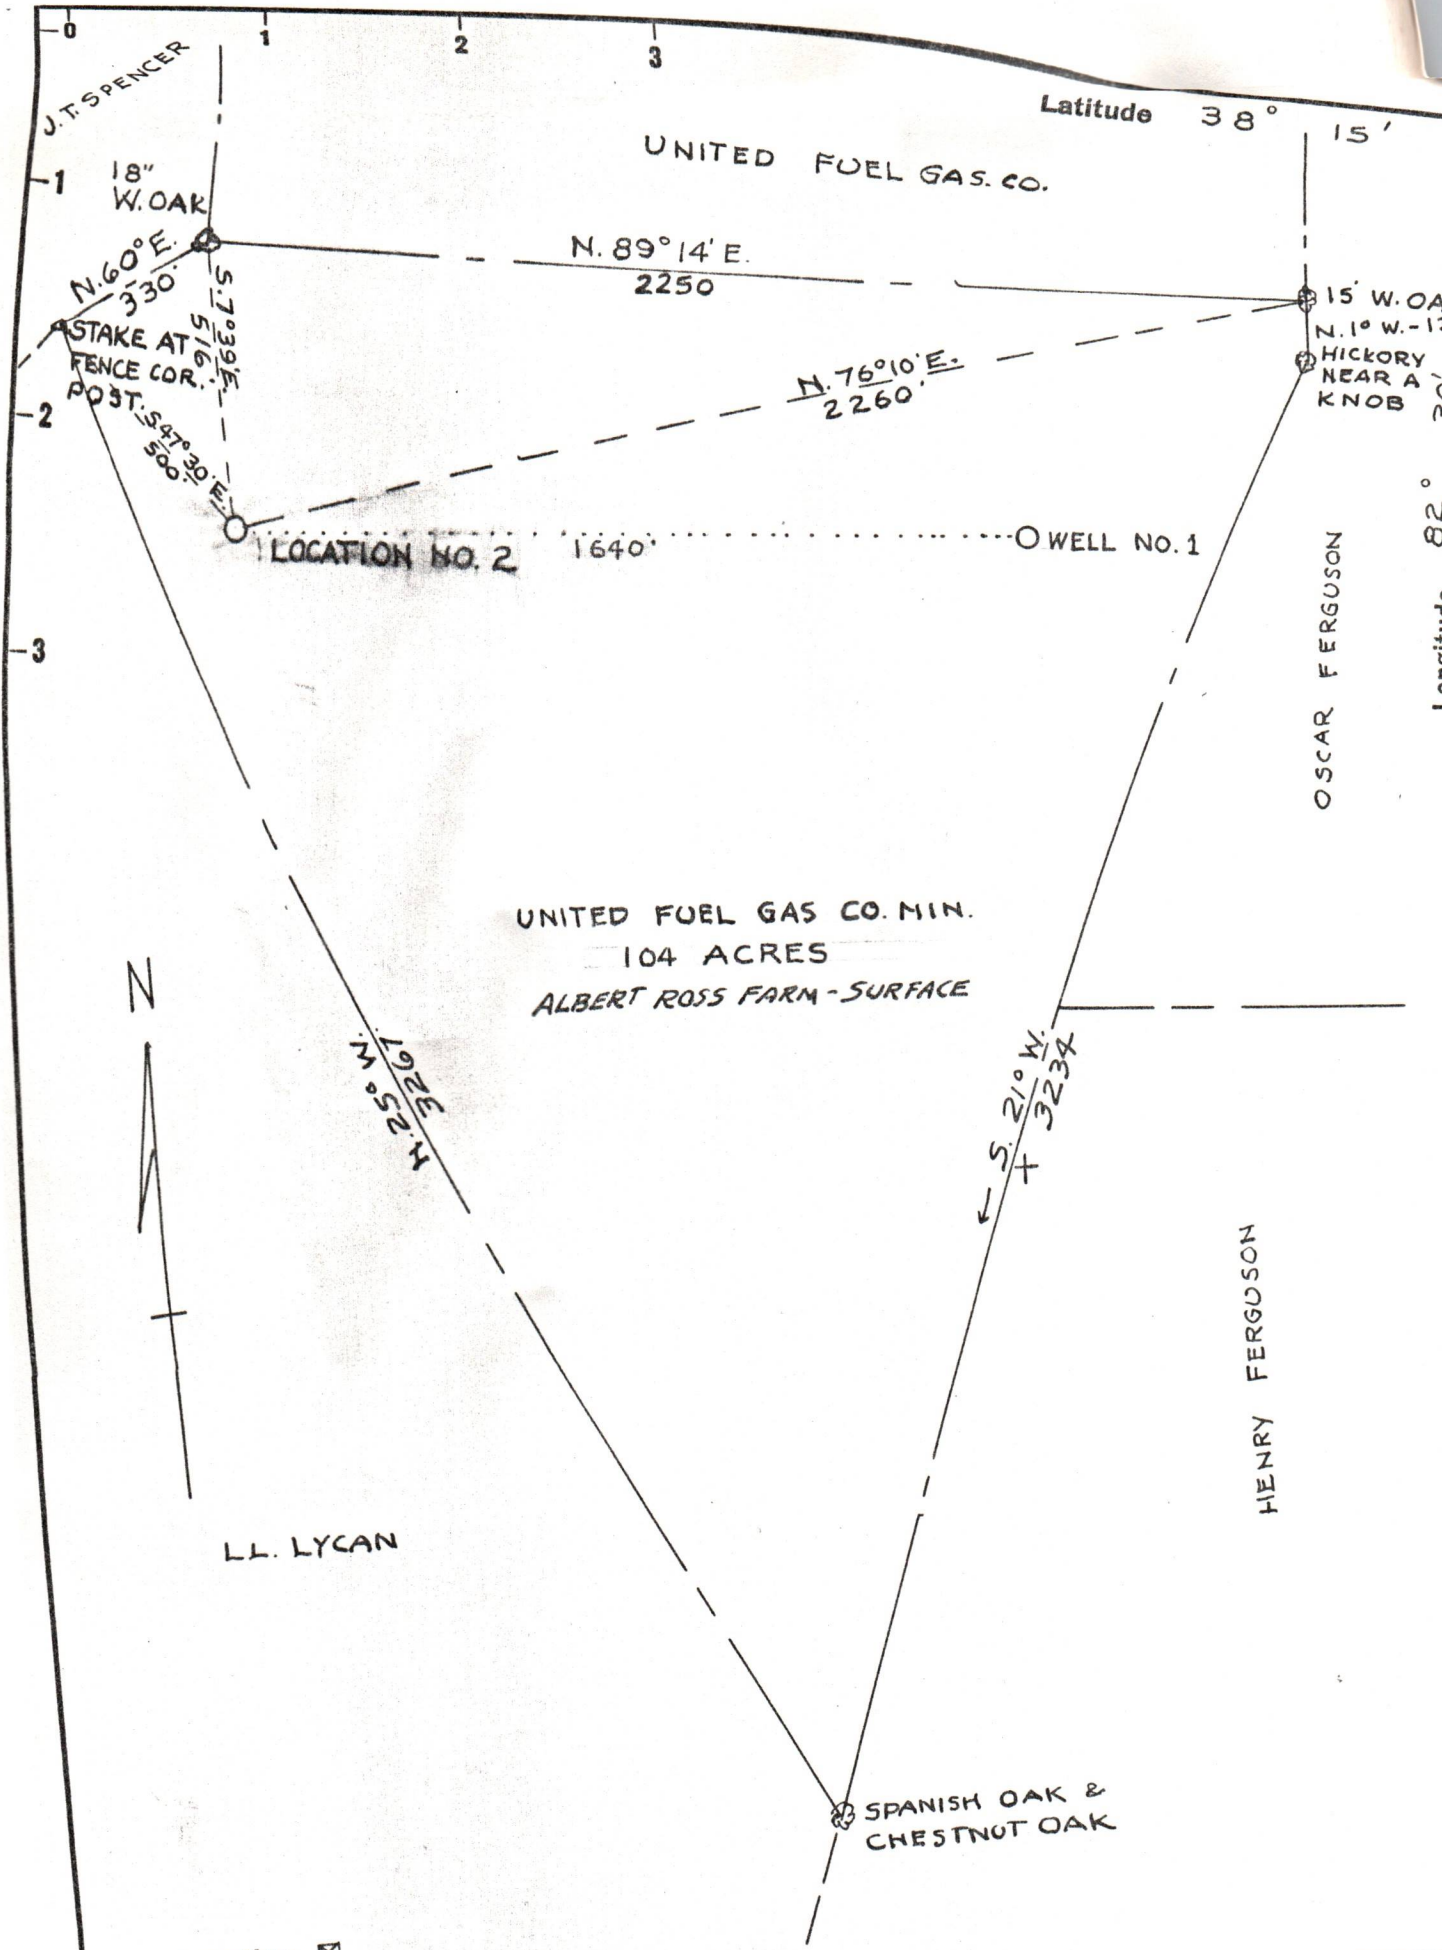 0
1
2
3
J.T. SPENCER
Latitude 38° 15'
UNITED FUEL GAS. CO.
1
18"
W. OAK
N. 89° 14' E.
2250
N. 60° E.
330'
S. 7° 39' E.
516'
STAKE AT
FENCE COR.
POST.
15' W. OA
N. 1° W. - 1
HICKORY
NEAR A
KNOB
2
N. 76° 10' E.
2260'
S. 47° 30' E.
500'
82°
LOCATION NO. 2
1640'
WELL NO. 1
3
OSCAR FERGUSON
UNITED FUEL GAS CO. MIN.
104 ACRES
ALBERT ROSS FARM - SURFACE
N
N. 25° W.
3267
S. 21° W.
3234
HENRY FERGUSON
LL. LYCAN
SPANISH OAK &
CHESTNUT OAK